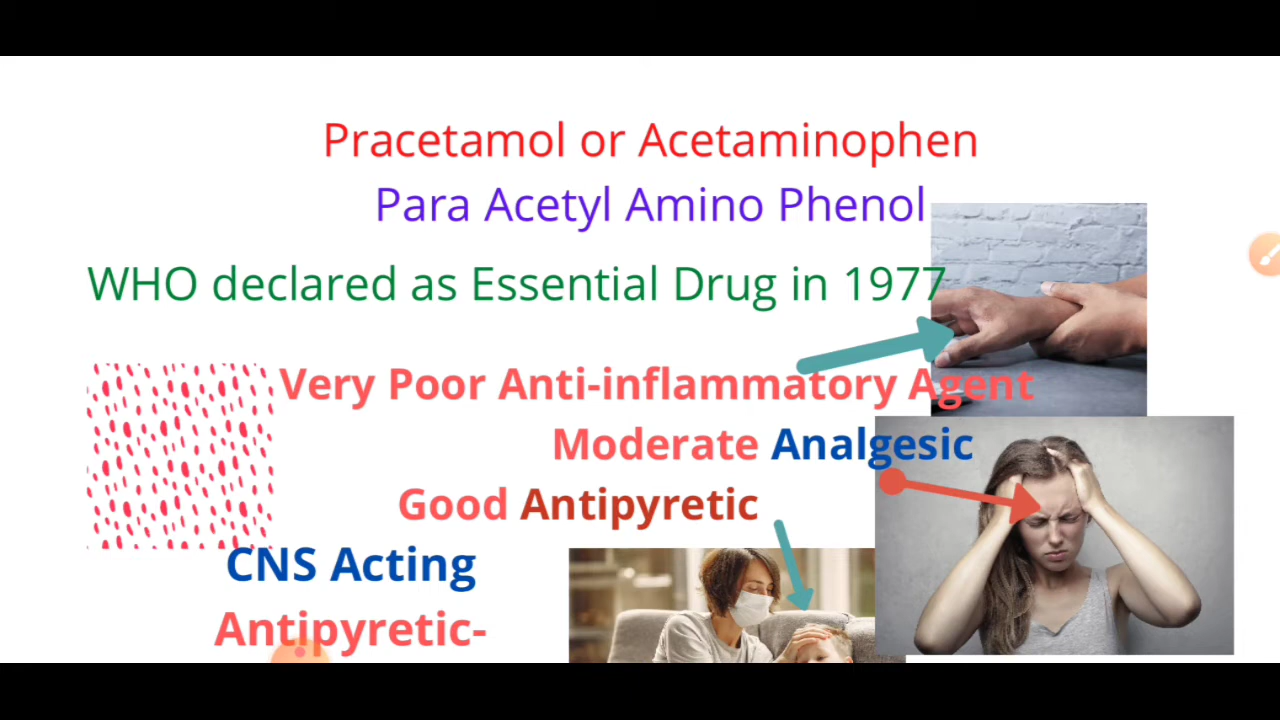 Pracetamol or Acetaminophen
Para Acetyl Amino Phenol
WHO declared as Essential Drug in 1977
Very Poor Anti-inflammatory Agent
Moderate Analgesic
Good Antipyretic
CNS Acting
Antipyretic-